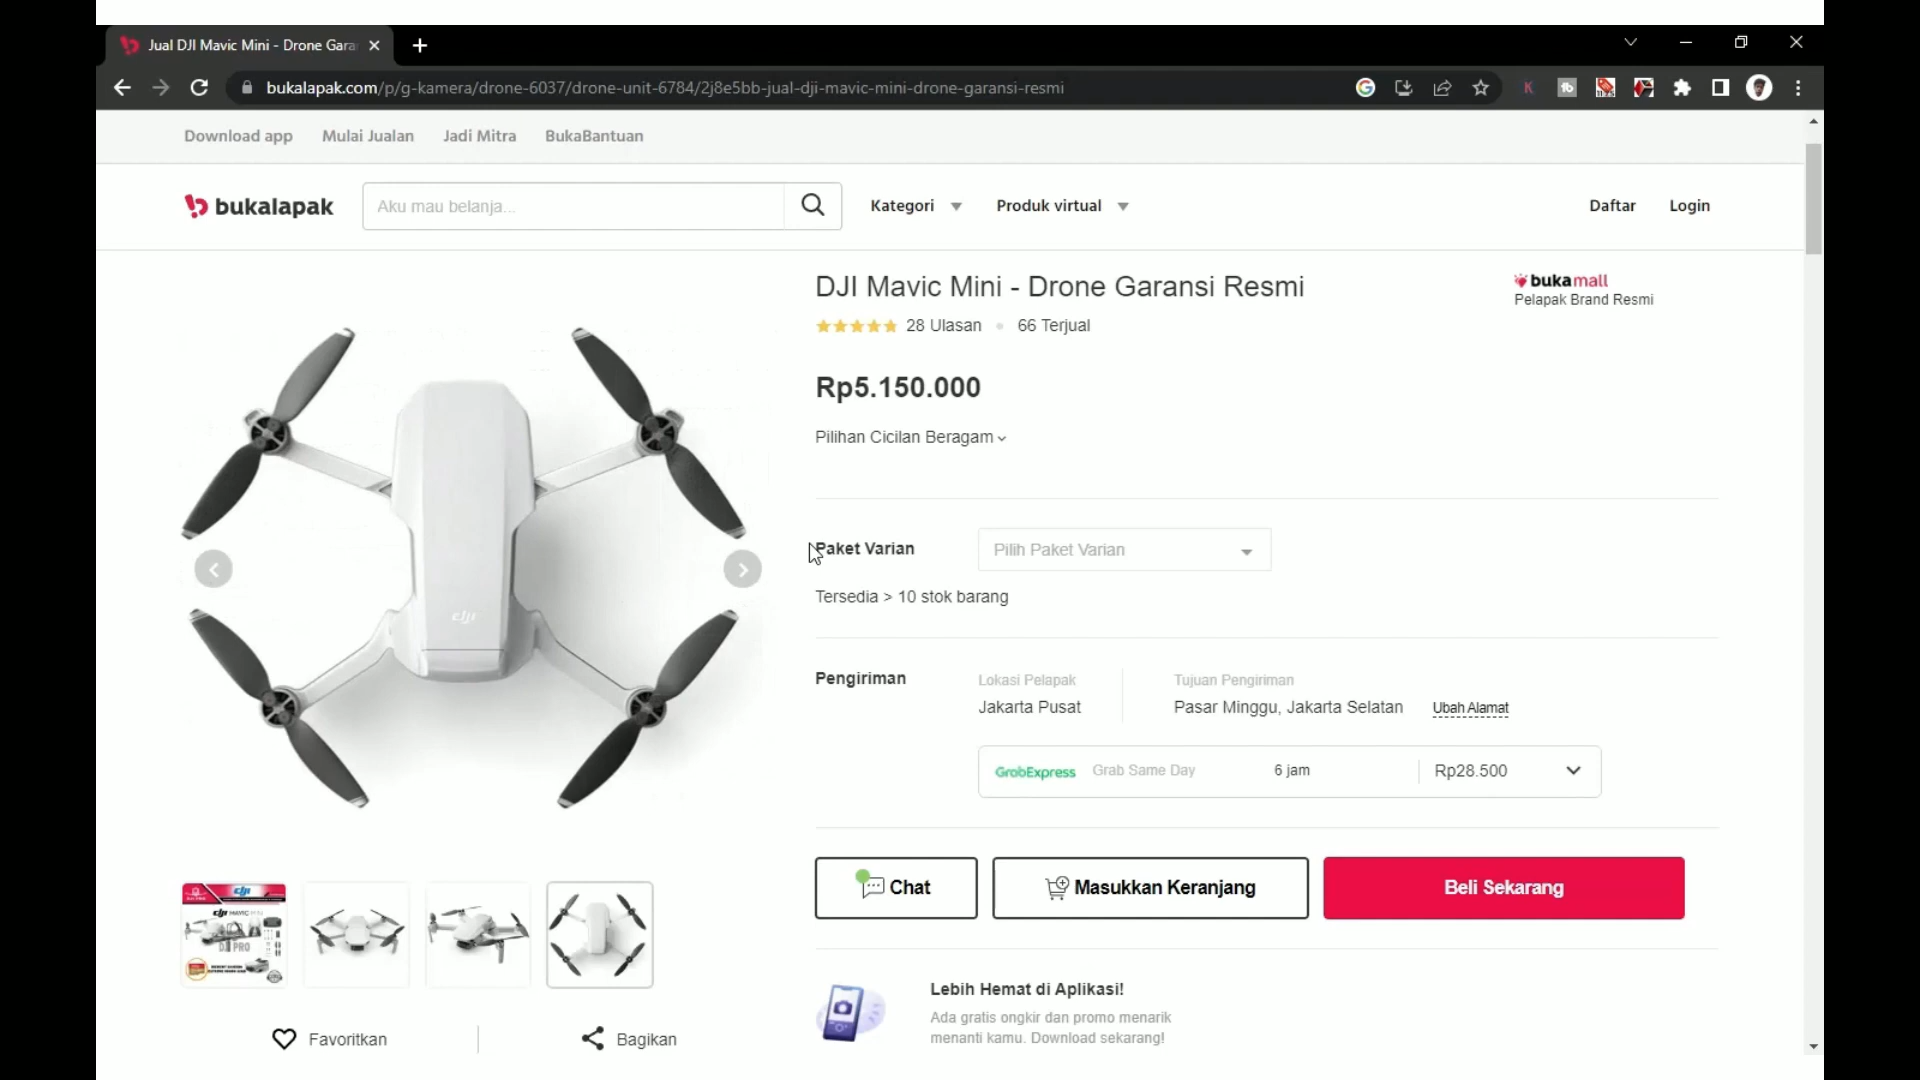 Jual DJI Mavic Mini - Drone Gara
bukalapak.com/p/g-kamera/drone-6037/drone-unit-6784/2j8e5bb-jual-dji-mavic-mini-drone-garansi-resmi
Download app Mulai Jualan Jadi Mitra BukaBantuan
bukalapak Aku mau belanja... Kategori Produk virtual Daftar Login
DJI Mavic Mini - Drone Garansi Resmi
bukamall
Pelapak Brand Resmi
28 Ulasan 66 Terjual
Rp5.150.000
Pilihan Cicilan Beragam
Paket Varian Pilih Paket Varian
Tersedia > 10 stok barang
dji
Pengiriman Lokasi Pelapak Tujuan Pengiriman
Jakarta Pusat Pasar Minggu, Jakarta Selatan Ubah Alamat
GrabExpress Grab Same Day 6 jam Rp28.500
Chat Masukkan Keranjang Beli Sekarang
dji
MAVIC MINI
Lebih Hemat di Aplikasi!
Ada gratis ongkir dan promo menarik
menanti kamu. Download sekarang!
Favoritkan Bagikan